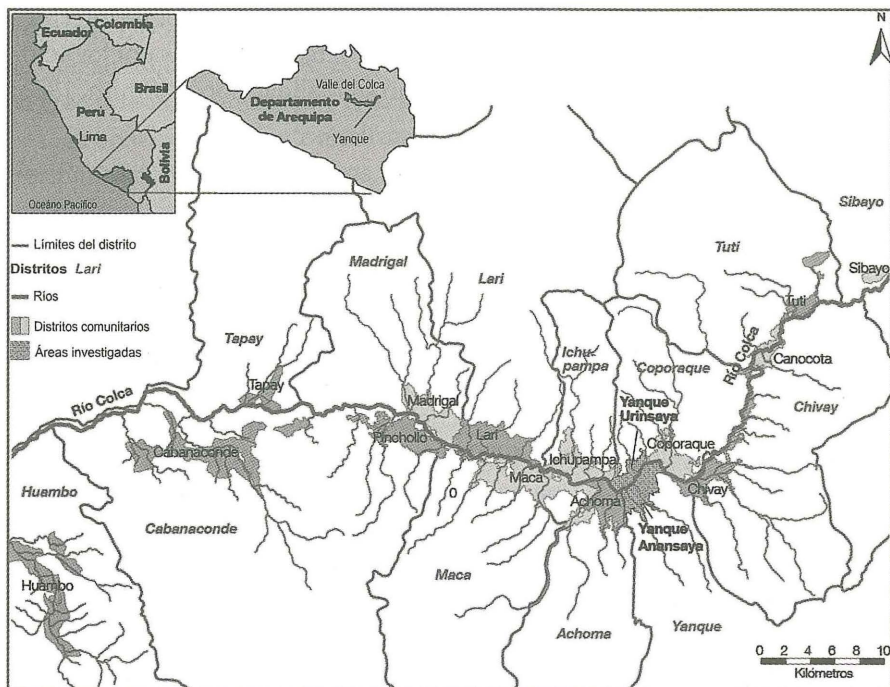 Ecuador
Colombia
Brasil
Perú
Lima
Bolivia
Océano Pacífico
Valle del Colca
Departamento
de Arequipa
Yanque
N
Límites del distrito
Distritos Lari
Ríos
Distritos comunitarios
Áreas investigadas
Sibayo
Tuti
Madrigal
Lari
Sibayo
Tuti
Tapay
Ichu-
pampa
Coporaque
Río Colca
Canocota
Chivay
Tapay
Río Colca
Madrigal
Yanque
Urinsaya
Pinchollo
Lari
Coporaque
Cabanaconde
Ichupampa
Maca
Chivay
Huambo
0
Achoma
Cabanaconde
Yanque
Anansaya
Maca
Huambo
Achoma
Yanque
0 2 4 6 8 10
Kilómetros